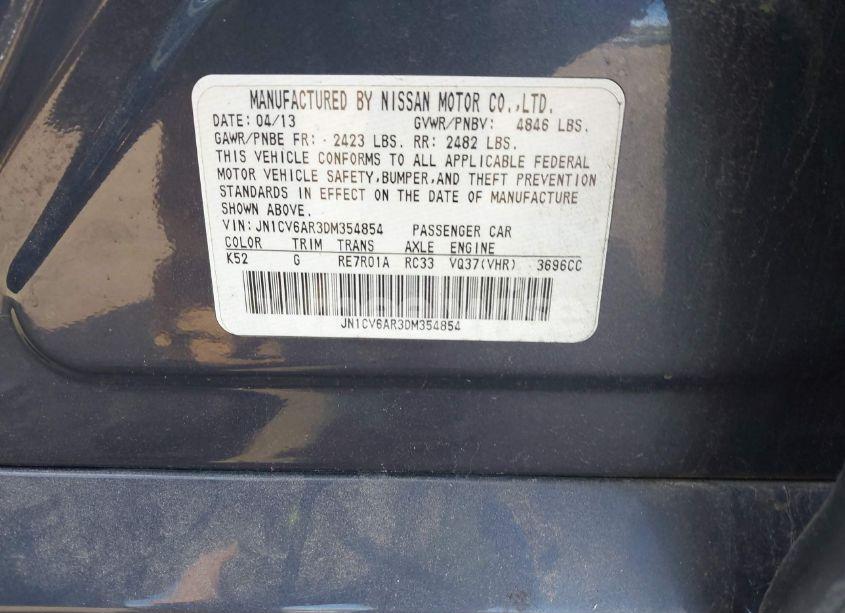 MANUFACTURED BY NISSAN MOTOR CO.,LTD.
DATE: 04/13 GVWR/PNBV: 4846 LBS.
GAWR/PNBE FR: 2423 LBS. RR: 2482 LBS.
THIS VEHICLE CONFORMS TO ALL APPLICABLE FEDERAL
MOTOR VEHICLE SAFETY,BUMPER,AND THEFT PREVENTION
STANDARDS IN EFFECT ON THE DATE OF MANUFACTURE
SHOWN ABOVE.
VIN: JN1CV6AR3DM354854 PASSENGER CAR
COLOR TRIM TRANS AXLE ENGINE
K52 G RE7R01A RC33 VQ37(VHR) 3696CC
JN1CV6AR3DM354854